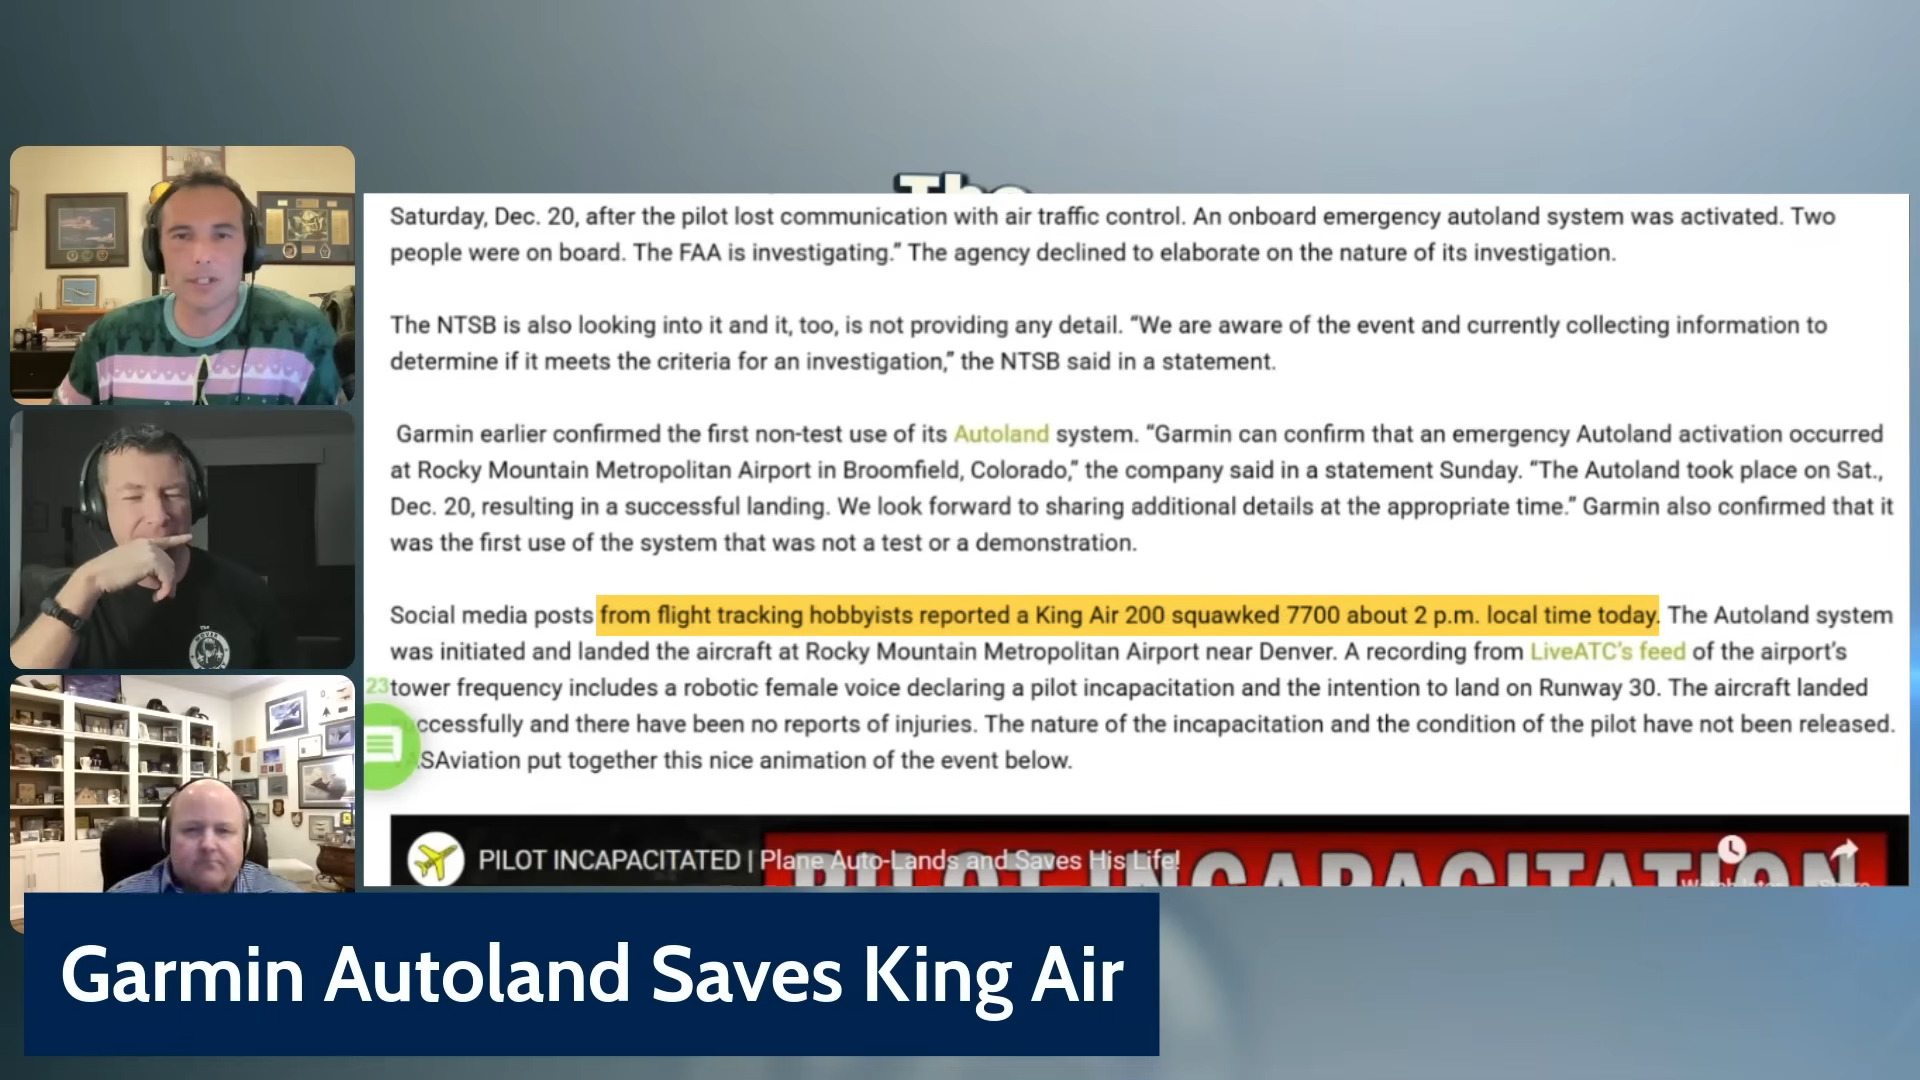 The
Saturday, Dec. 20, after the pilot lost communication with air traffic control. An onboard emergency autoland system was activated. Two
people were on board. The FAA is investigating.” The agency declined to elaborate on the nature of its investigation.
The NTSB is also looking into it and it, too, is not providing any detail. “We are aware of the event and currently collecting information to
determine if it meets the criteria for an investigation,” the NTSB said in a statement.
Garmin earlier confirmed the first non-test use of its Autoland system. “Garmin can confirm that an emergency Autoland activation occurred
at Rocky Mountain Metropolitan Airport in Broomfield, Colorado,” the company said in a statement Sunday. “The Autoland took place on Sat.,
Dec. 20, resulting in a successful landing. We look forward to sharing additional details at the appropriate time.” Garmin also confirmed that it
was the first use of the system that was not a test or a demonstration.
Social media posts from flight tracking hobbyists reported a King Air 200 squawked 7700 about 2 p.m. local time today. The Autoland system
was initiated and landed the aircraft at Rocky Mountain Metropolitan Airport near Denver. A recording from LiveATC’s feed of the airport’s
23 tower frequency includes a robotic female voice declaring a pilot incapacitation and the intention to land on Runway 30. The aircraft landed
uccessfully and there have been no reports of injuries. The nature of the incapacitation and the condition of the pilot have not been released.
ASAviation put together this nice animation of the event below.
PILOT INCAPACITATED | Plane Auto-Lands and Saves His Life!
PILOT INCAPACITATION
Watch later Share
Garmin Autoland Saves King Air